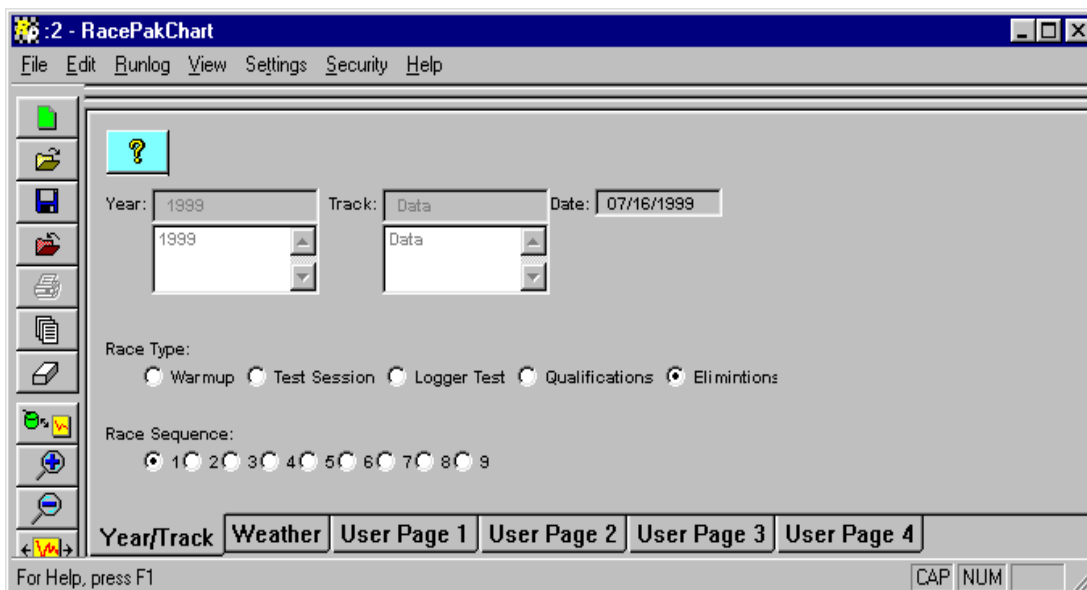 :2 - RacePakChart
File Edit Runlog View Settings Security Help
?
Year: 1999 Track: Data Date: 07/16/1999
1999 Data
Race Type:
Warmup Test Session Logger Test Qualifications Elimintions
Race Sequence:
1 2 3 4 5 6 7 8 9
Year/Track Weather User Page 1 User Page 2 User Page 3 User Page 4
For Help, press F1 CAP NUM